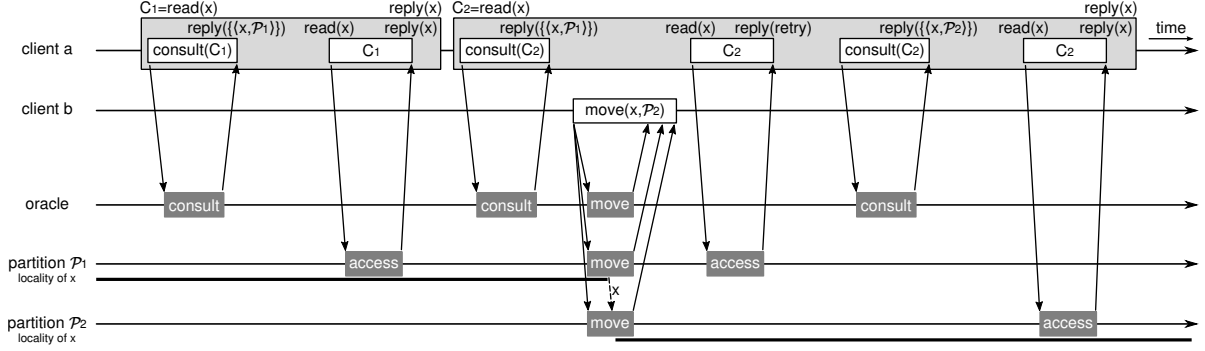 C1=read(x) reply(x) C2=read(x) reply(x)
reply({⟨x,𝒫1⟩}) read(x) reply(x) reply({⟨x,𝒫1⟩}) read(x) reply(retry) reply({⟨x,𝒫2⟩}) read(x) reply(x) time
client a consult(C1) C1 consult(C2) C2 consult(C2) C2
client b move(x,𝒫2)
oracle consult consult move consult
partition 𝒫1 access move access
locality of x
x
partition 𝒫2 move access
locality of x